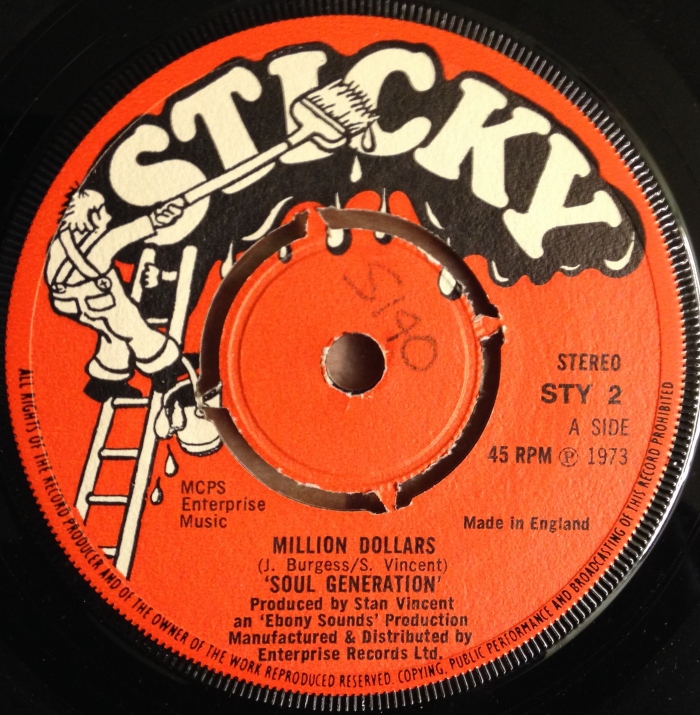 STICKY
5190
STEREO
STY 2
A SIDE
45 RPM Ⓟ 1973
MCPS
Enterprise
Music
Made in England
MILLION DOLLARS
(J. Burgess/S. Vincent)
'SOUL GENERATION'
Produced by Stan Vincent
an 'Ebony Sounds' Production
Manufactured & Distributed by
Enterprise Records Ltd.
ALL RIGHTS OF THE RECORD PRODUCER AND OF THE OWNER OF THE WORK REPRODUCED RESERVED. COPYING, PUBLIC PERFORMANCE AND BROADCASTING OF THIS RECORD PROHIBITED